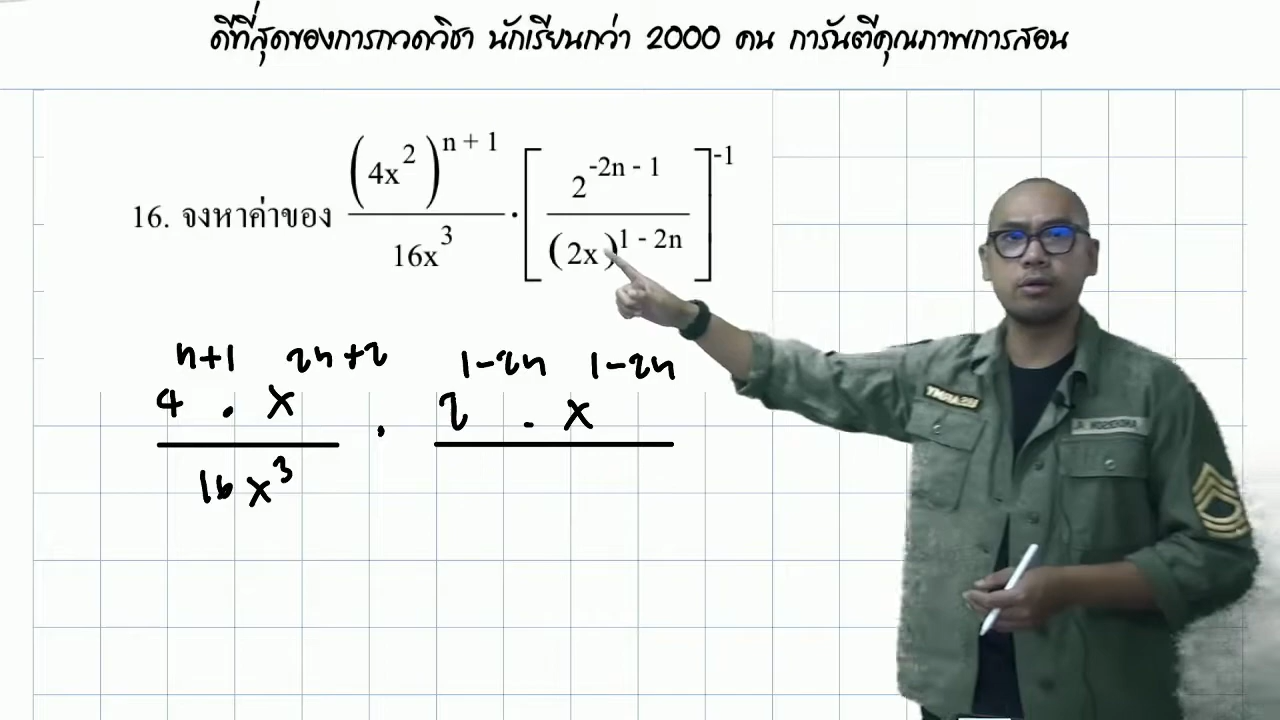 ดีที่สุดของการกวดวิชา นักเรียนกว่า 2000 คน การันตีคุณภาพการสอน
16. จงหาค่าของ (4x^2)^{n + 1} / 16x^3 · [2^{-2n - 1} / (2x)^{1 - 2n}]^{-1}
4^{n+1} . x^{2n+2} / 16x^3 . 2^{1-2n} . x^{1-2n}